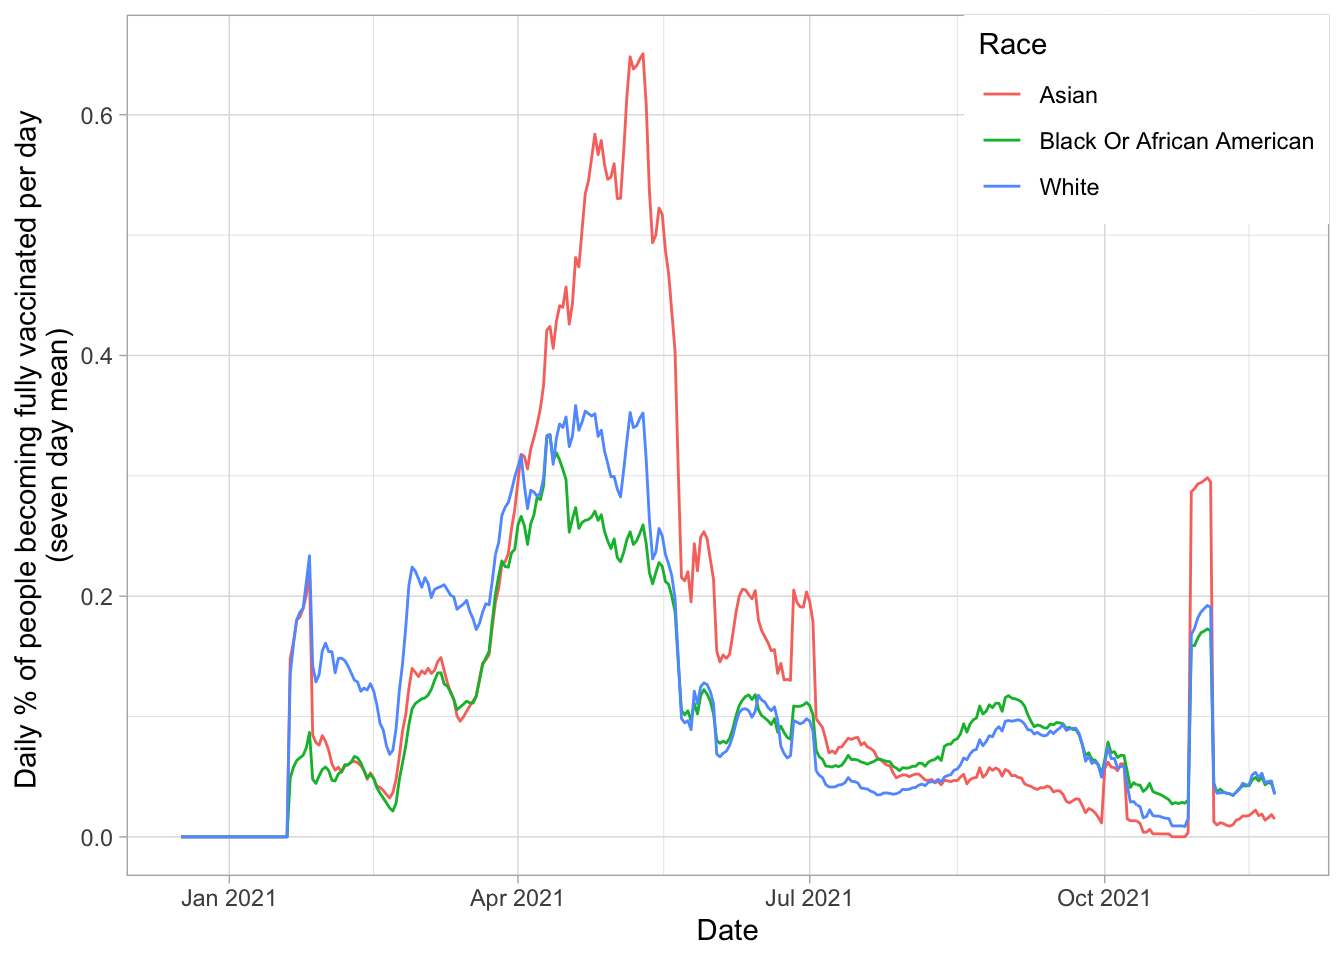 Race
Asian
Black Or African American
White
Daily % of people becoming fully vaccinated per day
(seven day mean)
0.6
0.4
0.2
0.0
Jan 2021
Apr 2021
Jul 2021
Oct 2021
Date